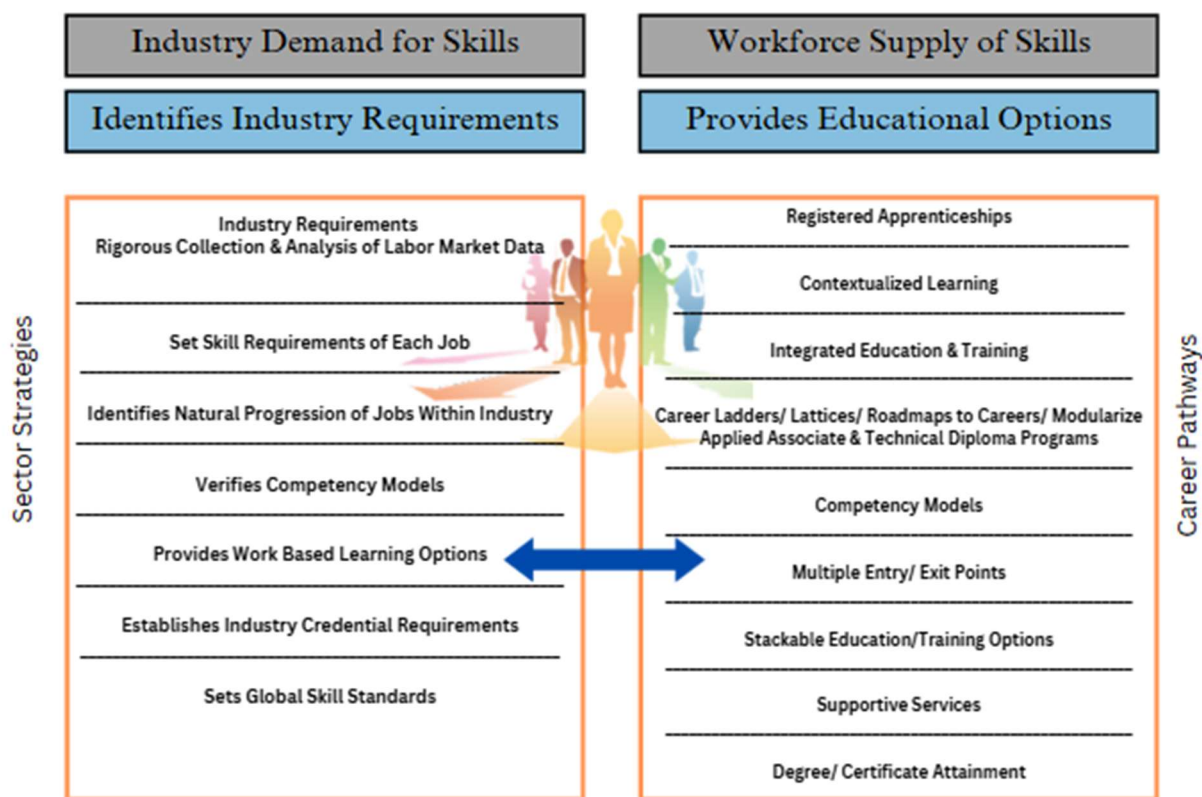 Industry Demand for Skills
Workforce Supply of Skills
Identifies Industry Requirements
Provides Educational Options
Sector Strategies
Industry Requirements
Rigorous Collection & Analysis of Labor Market Data
Set Skill Requirements of Each Job
Identifies Natural Progression of Jobs Within Industry
Verifies Competency Models
Provides Work Based Learning Options
Establishes Industry Credential Requirements
Sets Global Skill Standards
Registered Apprenticeships
Contextualized Learning
Integrated Education & Training
Career Ladders/ Lattices/ Roadmaps to Careers/ Modularize
Applied Associate & Technical Diploma Programs
Competency Models
Multiple Entry/ Exit Points
Stackable Education/Training Options
Supportive Services
Degree/ Certificate Attainment
Career Pathways